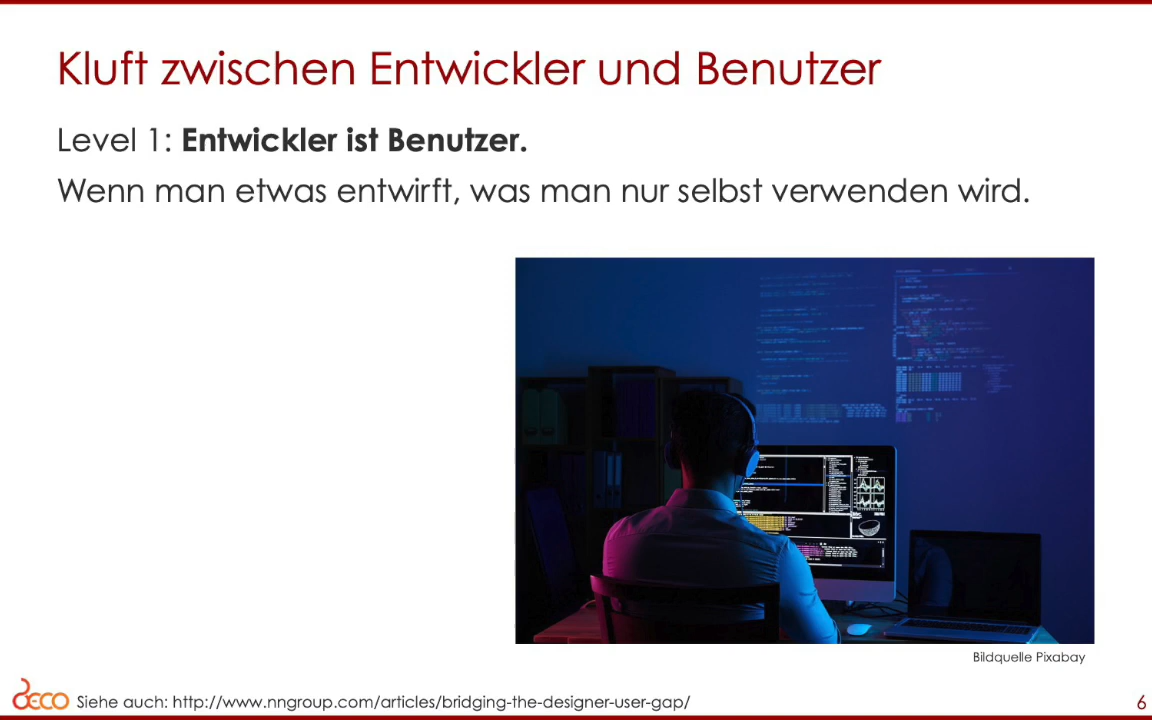 Kluft zwischen Entwickler und Benutzer
Level 1: Entwickler ist Benutzer.
Wenn man etwas entwirft, was man nur selbst verwenden wird.
Bildquelle Pixabay
DECO Siehe auch: http://www.nngroup.com/articles/bridging-the-designer-user-gap/
6